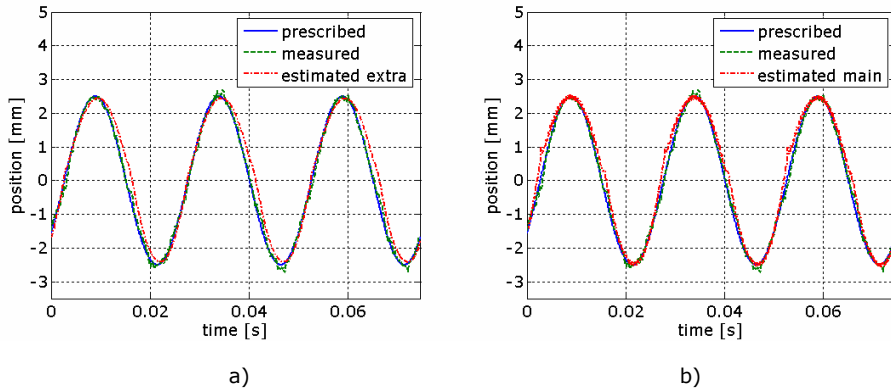 5
4
3
2
1
0
-1
-2
-3
position [mm]
prescribed
measured
estimated extra
0
0.02
0.04
0.06
time [s]
a)
5
4
3
2
1
0
-1
-2
-3
position [mm]
prescribed
measured
estimated main
0
0.02
0.04
0.06
time [s]
b)